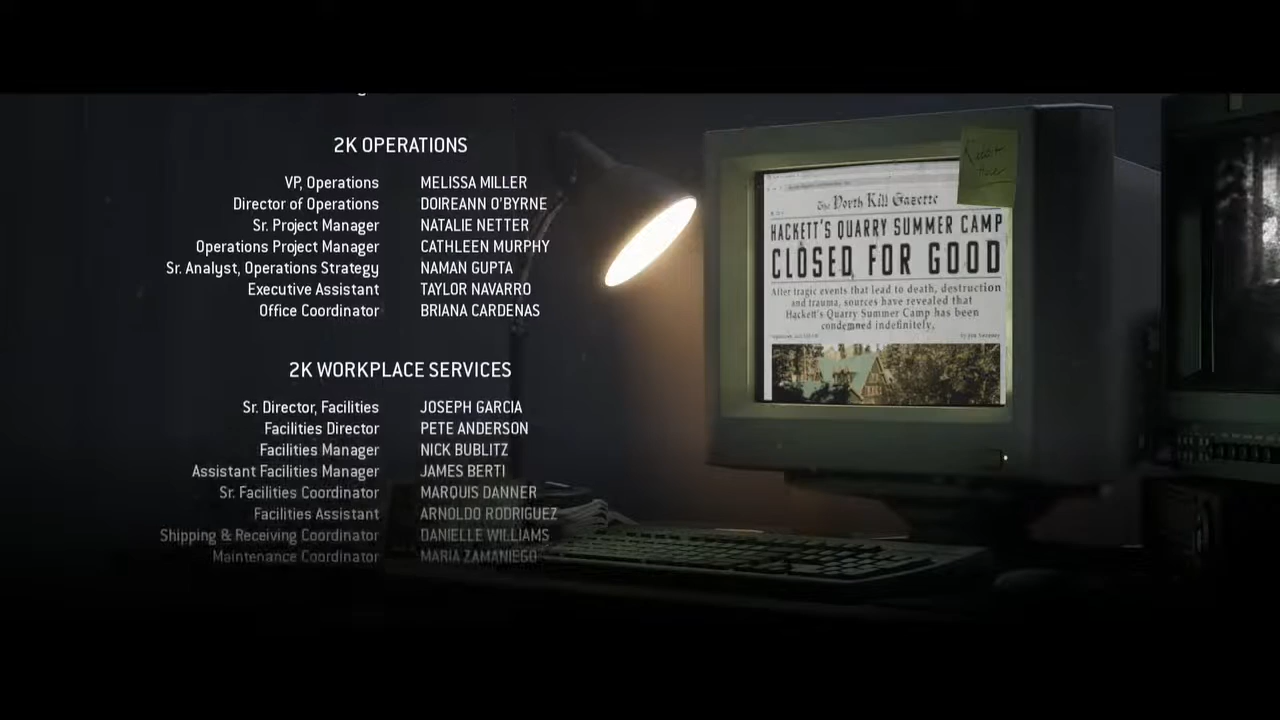 2K OPERATIONS
VP, Operations MELISSA MILLER
Director of Operations DOIREANN O'BYRNE
Sr. Project Manager NATALIE NETTER
Operations Project Manager CATHLEEN MURPHY
Sr. Analyst, Operations Strategy NAMAN GUPTA
Executive Assistant TAYLOR NAVARRO
Office Coordinator BRIANA CARDENAS
2K WORKPLACE SERVICES
Sr. Director, Facilities JOSEPH GARCIA
Facilities Director PETE ANDERSON
Facilities Manager NICK BUBLITZ
Assistant Facilities Manager JAMES BERTI
Sr. Facilities Coordinator MARQUIS DANNER
Facilities Assistant ARNOLDO RODRIGUEZ
Shipping & Receiving Coordinator DANIELLE WILLIAMS
Maintenance Coordinator MARIA ZAMANIEGO
The North Kill Gazette
HACKETT'S QUARRY SUMMER CAMP
CLOSED FOR GOOD
After tragic events that lead to death, destruction
and trauma, sources have revealed that
Hackett's Quarry Summer Camp has been
condemned indefinitely.